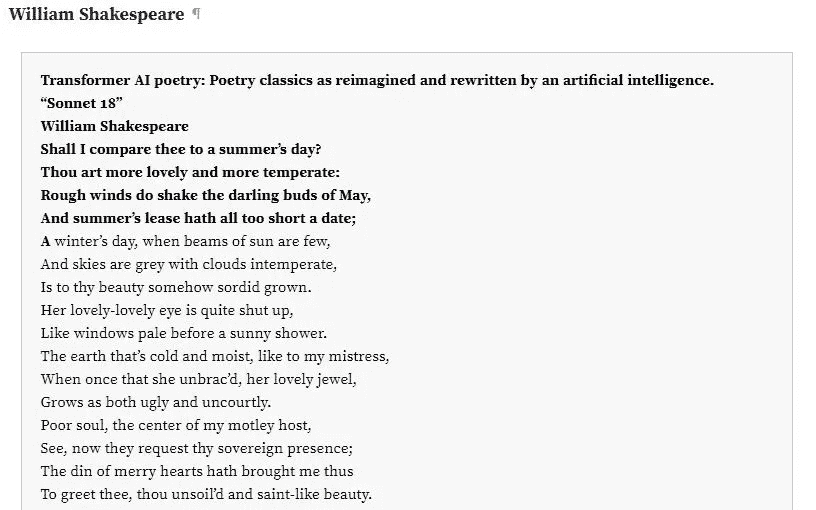 William Shakespeare ¶
Transformer AI poetry: Poetry classics as reimagined and rewritten by an artificial intelligence.
“Sonnet 18”
William Shakespeare
Shall I compare thee to a summer’s day?
Thou art more lovely and more temperate:
Rough winds do shake the darling buds of May,
And summer’s lease hath all too short a date;
A winter’s day, when beams of sun are few,
And skies are grey with clouds intemperate,
Is to thy beauty somehow sordid grown.
Her lovely-lovely eye is quite shut up,
Like windows pale before a sunny shower.
The earth that’s cold and moist, like to my mistress,
When once that she unbrac’d, her lovely jewel,
Grows as both ugly and uncourtly.
Poor soul, the center of my motley host,
See, now they request thy sovereign presence;
The din of merry hearts hath brought me thus
To greet thee, thou unsoil’d and saint-like beauty.